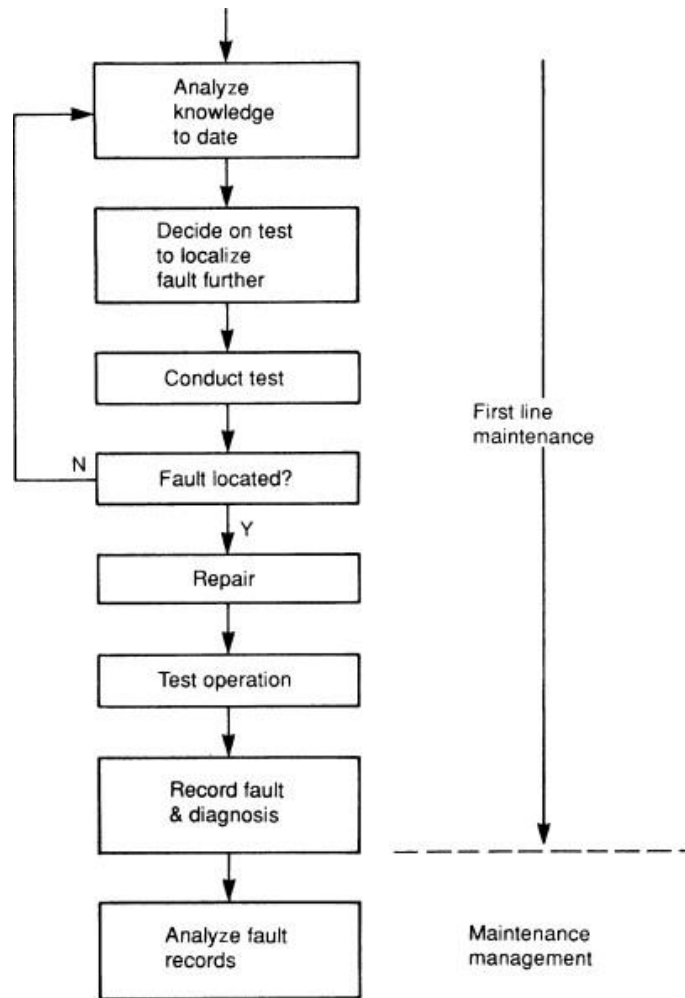 Analyze
knowledge
to date
Decide on test
to localize
fault further
Conduct test
First line
maintenance
N
Fault located?
Y
Repair
Test operation
Record fault
& diagnosis
Analyze fault
records
Maintenance
management